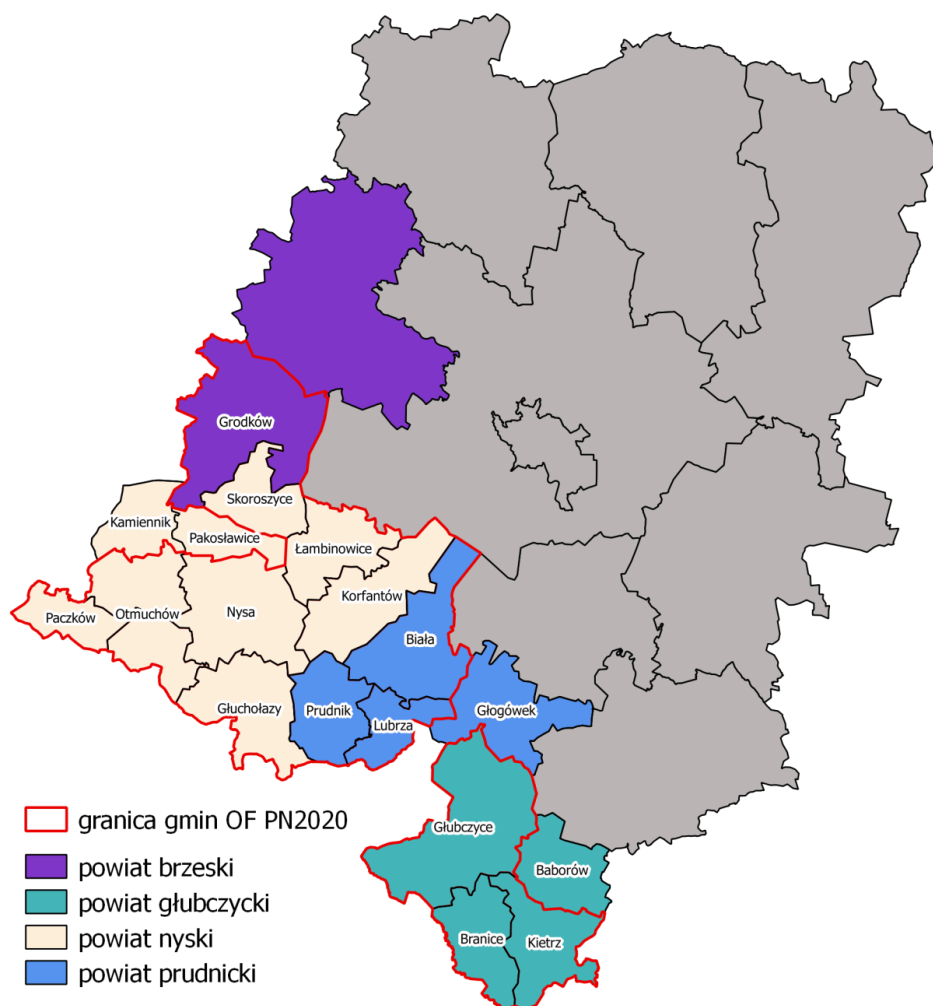 Grodków
Skoroszyce
Kamiennik
Pakosławice
Łambinowice
Korfantów
Paczków
Otmuchów
Nysa
Biała
Głuchołazy
Prudnik
Lubrza
Głogówek
Głubczyce
Baborów
Branice
Kietrz
granica gmin OF PN2020
powiat brzeski
powiat głubczycki
powiat nyski
powiat prudnicki